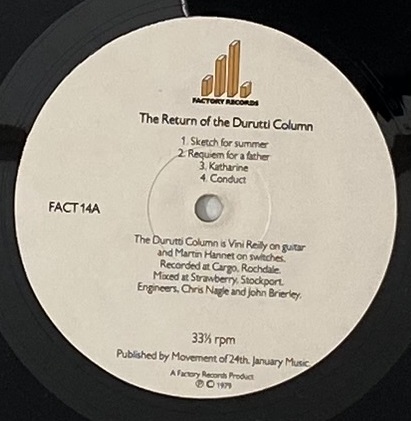 FACTORY RECORDS
The Return of the Durutti Column
1. Sketch for summer
2. Requiem for a father
3. Katharine
4. Conduct
FACT 14A
The Durutti Column is Vini Reilly on guitar
and Martin Hannet on switches.
Recorded at Cargo, Rochdale.
Mixed at Strawberry, Stockport.
Engineers, Chris Nagle and John Brierley.
33⅓ rpm
Published by Movement of 24th. January Music.
A Factory Records Product
℗ © 1979